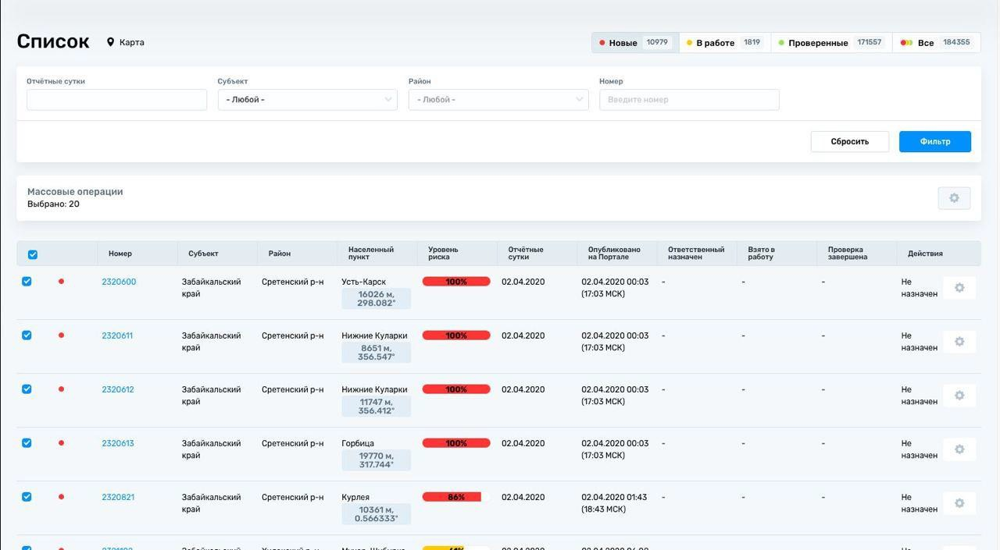 Список
Карта
Новые 10979
В работе 1819
Проверенные 171557
Все 184355
Отчётные сутки
Субъект
Район
Номер
- Любой -
- Любой -
Введите номер
Сбросить
Фильтр
Массовые операции
Выбрано: 20
Номер
Субъект
Район
Населенный
пункт
Уровень
риска
Отчётные
сутки
Опубликовано
на Портале
Ответственный
назначен
Взято в
работу
Проверка
завершена
Действия
2320600
Забайкальский
край
Сретенский р-н
Усть-Карск
16026 м,
298.082°
100%
02.04.2020
02.04.2020 00:03
(17:03 МСК)
-
-
-
Не
назначен
2320611
Забайкальский
край
Сретенский р-н
Нижние Куларки
8651 м,
356.547°
100%
02.04.2020
02.04.2020 00:03
(17:03 МСК)
-
-
-
Не
назначен
2320612
Забайкальский
край
Сретенский р-н
Нижние Куларки
11747 м,
356.412°
100%
02.04.2020
02.04.2020 00:03
(17:03 МСК)
-
-
-
Не
назначен
2320613
Забайкальский
край
Сретенский р-н
Горбица
19770 м,
317.744°
100%
02.04.2020
02.04.2020 00:03
(17:03 МСК)
-
-
-
Не
назначен
2320821
Забайкальский
край
Сретенский р-н
Курлея
10361 м,
0.566333°
86%
02.04.2020
02.04.2020 01:43
(18:43 МСК)
-
-
-
Не
назначен